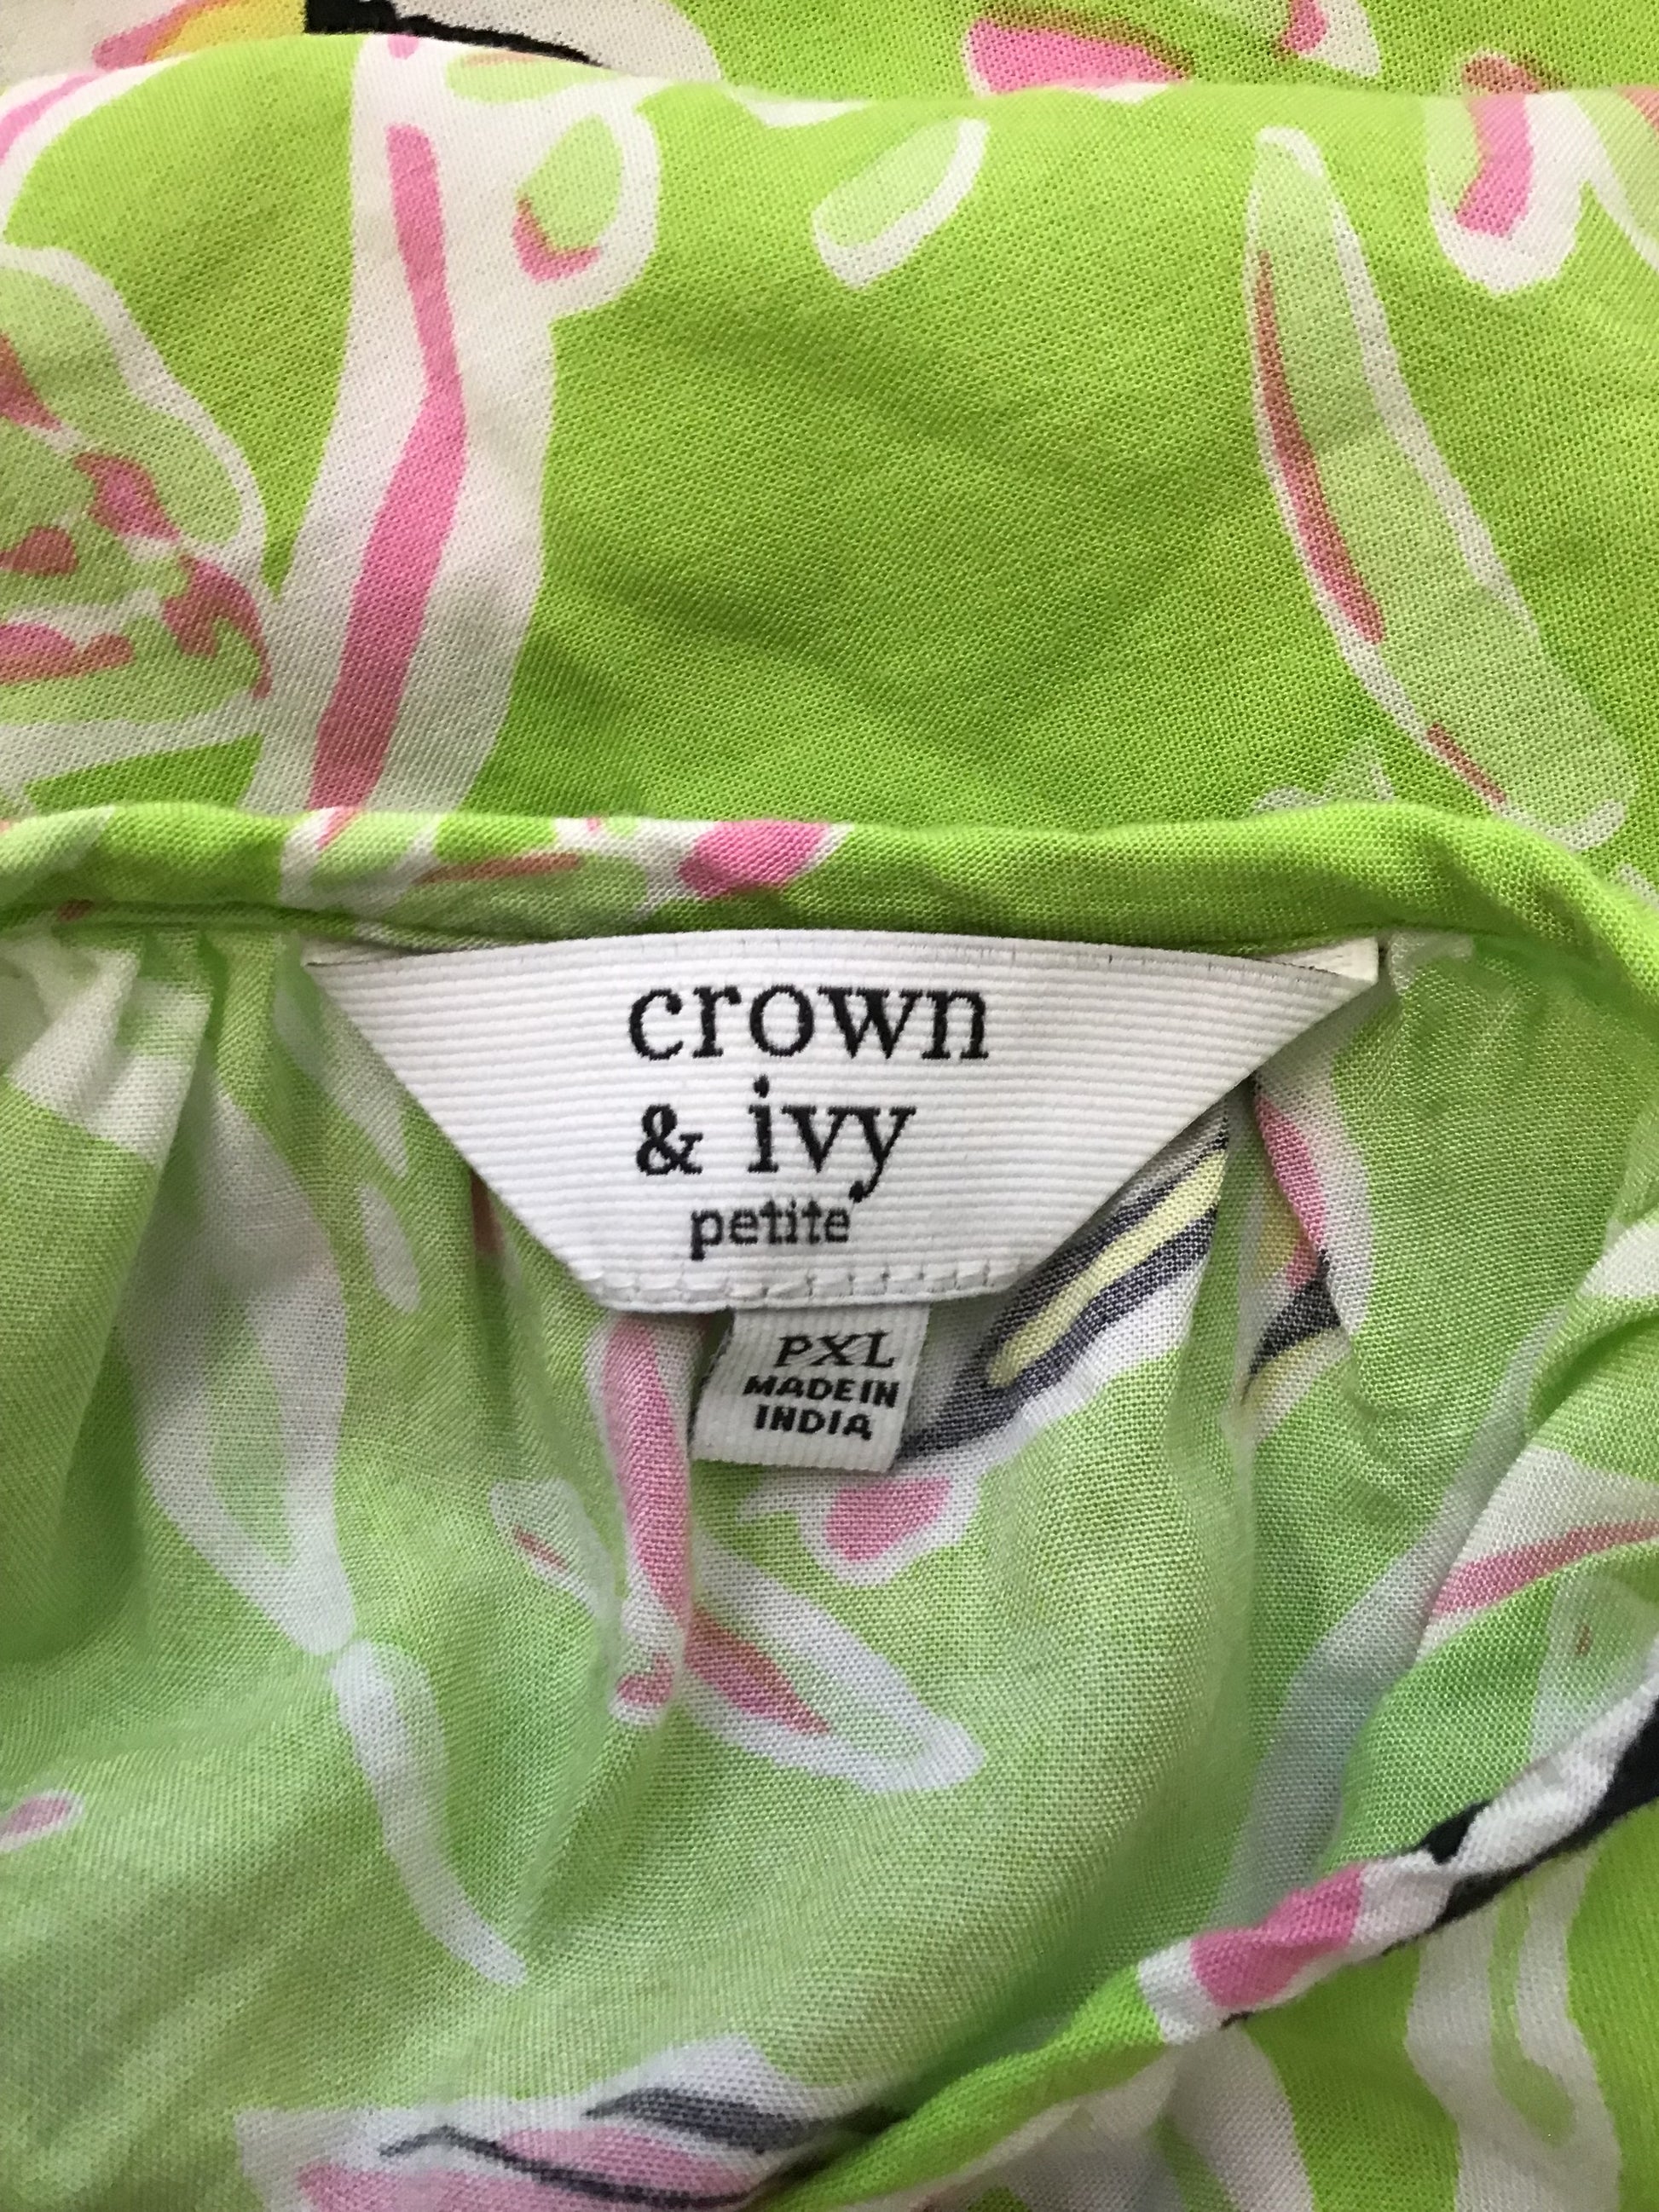 crown
& ivy
petite
PXL
MADE IN
INDIA